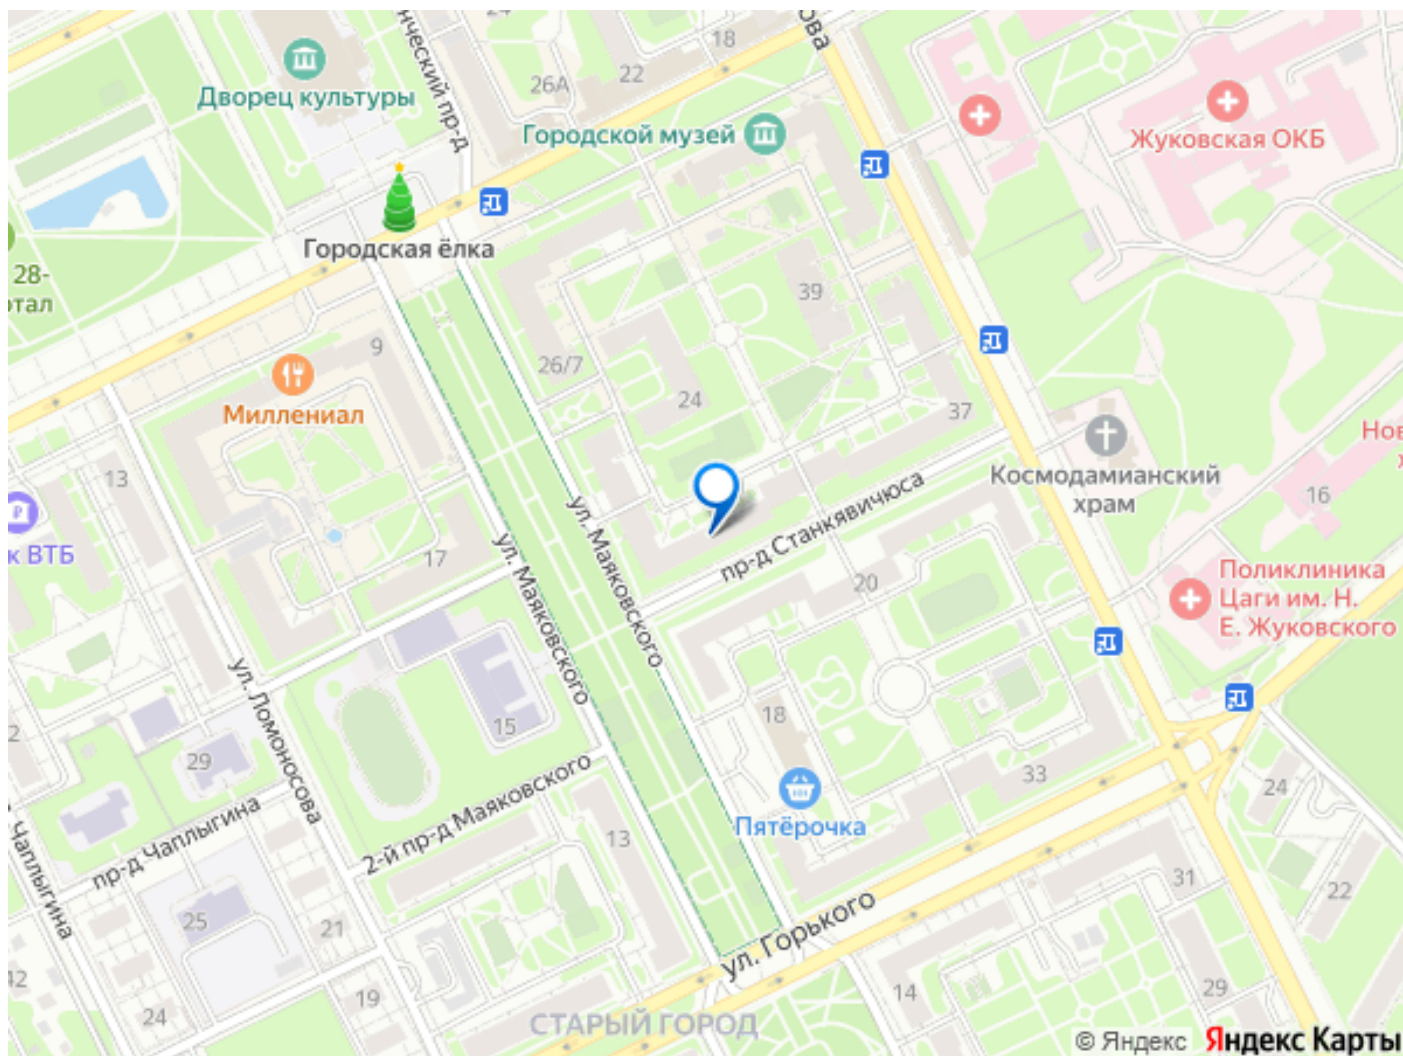 24
18
22
26А
Дворец культуры
Городской музей
Жуковская ОКБ
Городская ёлка
28-
39
9
26/7
24
37
Миллениал
Космодамианский
храм
13
16
ВТБ
17
пр-д Станкявичюса
ул. Маяковского
ул. Маяковского
20
Поликлиника
Цаги им. Н.
Е. Жуковского
ул. Ломоносова
15
18
29
33
24
Пятёрочка
2-й пр-д Маяковского
пр-д Чаплыгина
Чаплыгина
13
31
22
25
21
ул. Горького
42
19
24
14
29
СТАРЫЙ ГОРОД
© Яндекс Яндекс Карты